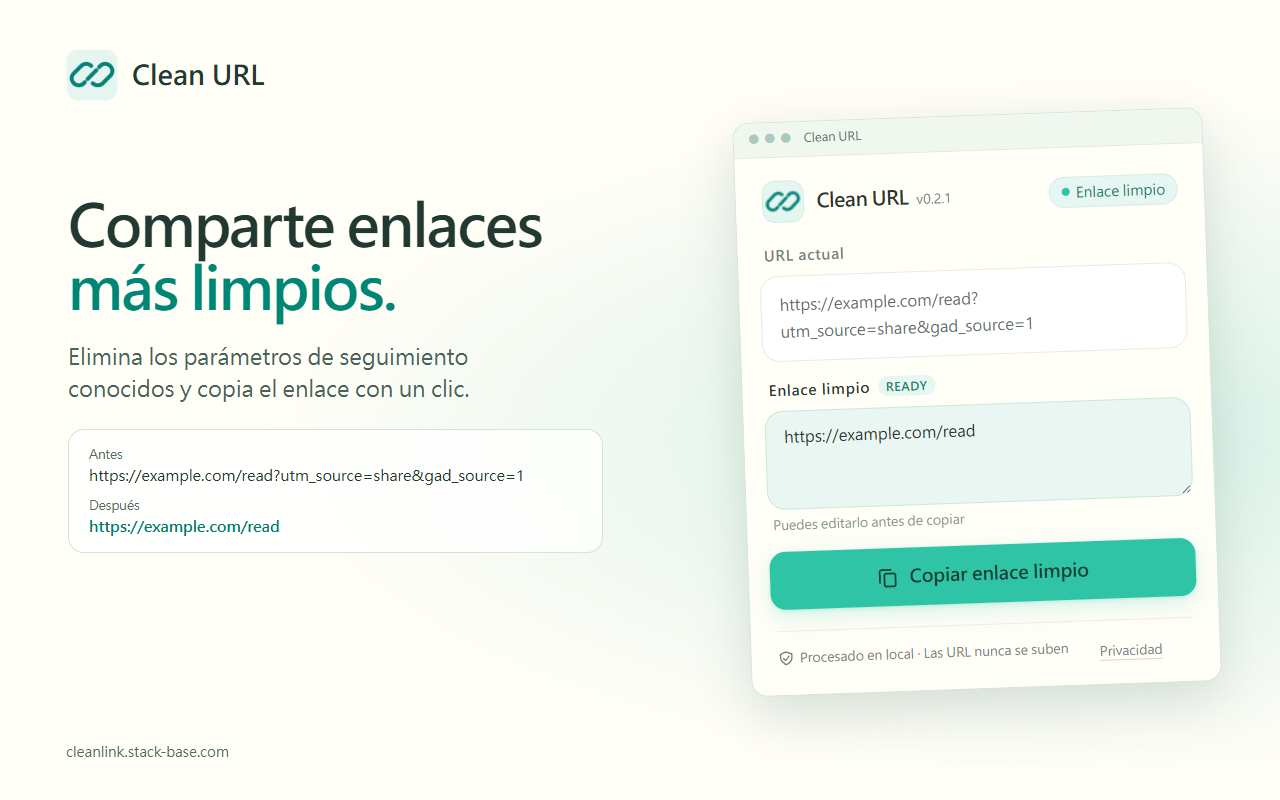 Clean URL
Comparte enlaces
más limpios.
Elimina los parámetros de seguimiento
conocidos y copia el enlace con un clic.
Antes
https://example.com/read?utm_source=share&gad_source=1
Después
https://example.com/read
cleanlink.stack-base.com
Clean URL
Clean URL v0.2.1
Enlace limpio
URL actual
https://example.com/read?
utm_source=share&gad_source=1
Enlace limpio READY
https://example.com/read
Puedes editarlo antes de copiar
Copiar enlace limpio
Procesado en local · Las URL nunca se suben
Privacidad